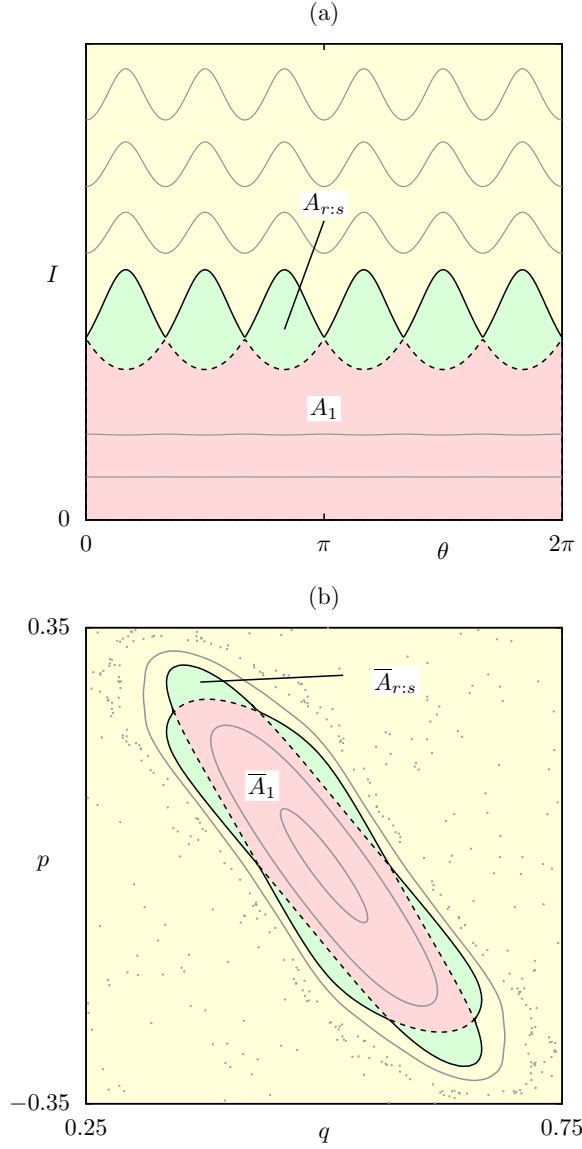 (a)
A_{r:s}
I
A_1
0
0
π
θ
2π
(b)
0.35
\overline{A}_{r:s}
\overline{A}_1
p
−0.35
0.25
q
0.75